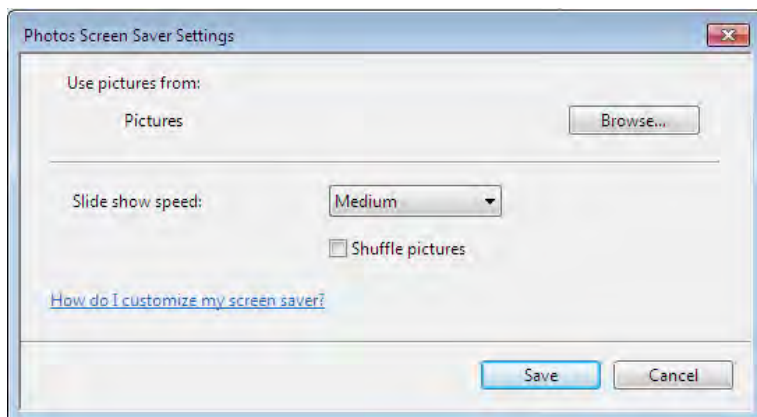 Photos Screen Saver Settings
Use pictures from:
Pictures
Browse...
Slide show speed:
Medium
Shuffle pictures
How do I customize my screen saver?
Save
Cancel